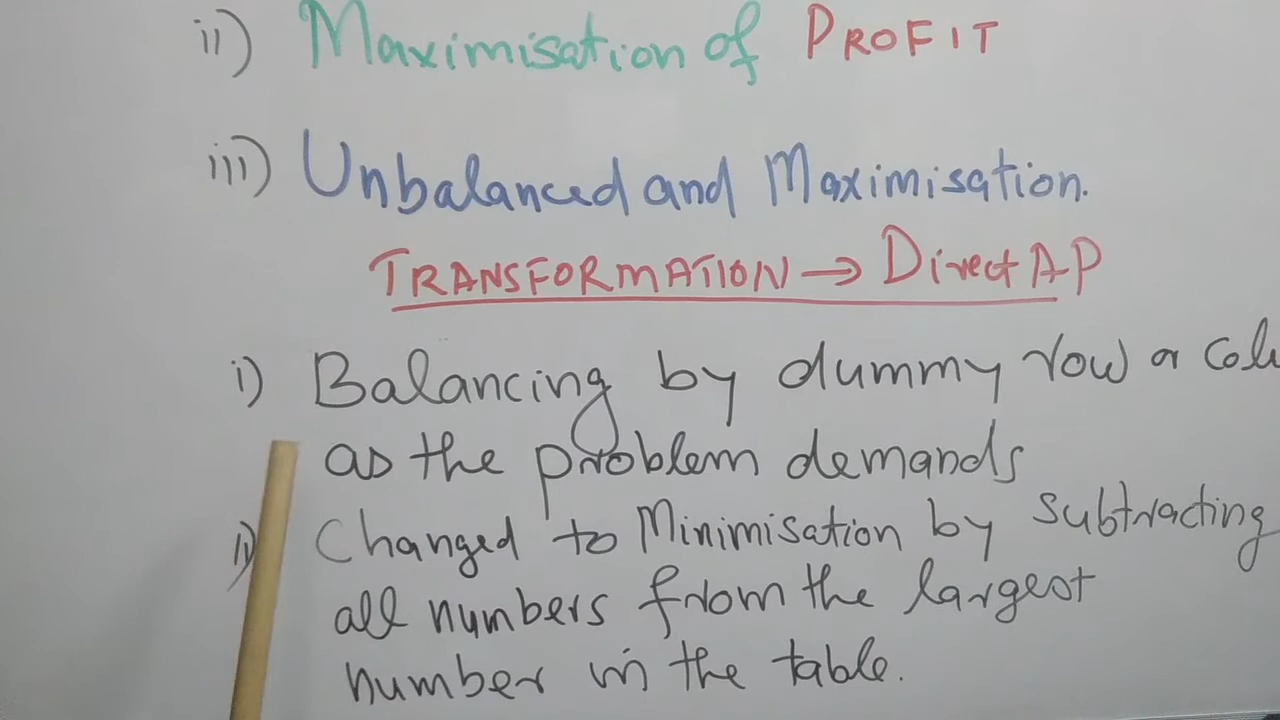 ii) Maximisation of PROFIT
iii) Unbalanced and Maximisation.
TRANSFORMATION → Direct AP
i) Balancing by dummy row or Colu
as the problem demands
ii) Changed to Minimisation by subtracting
all numbers from the largest
number in the table.